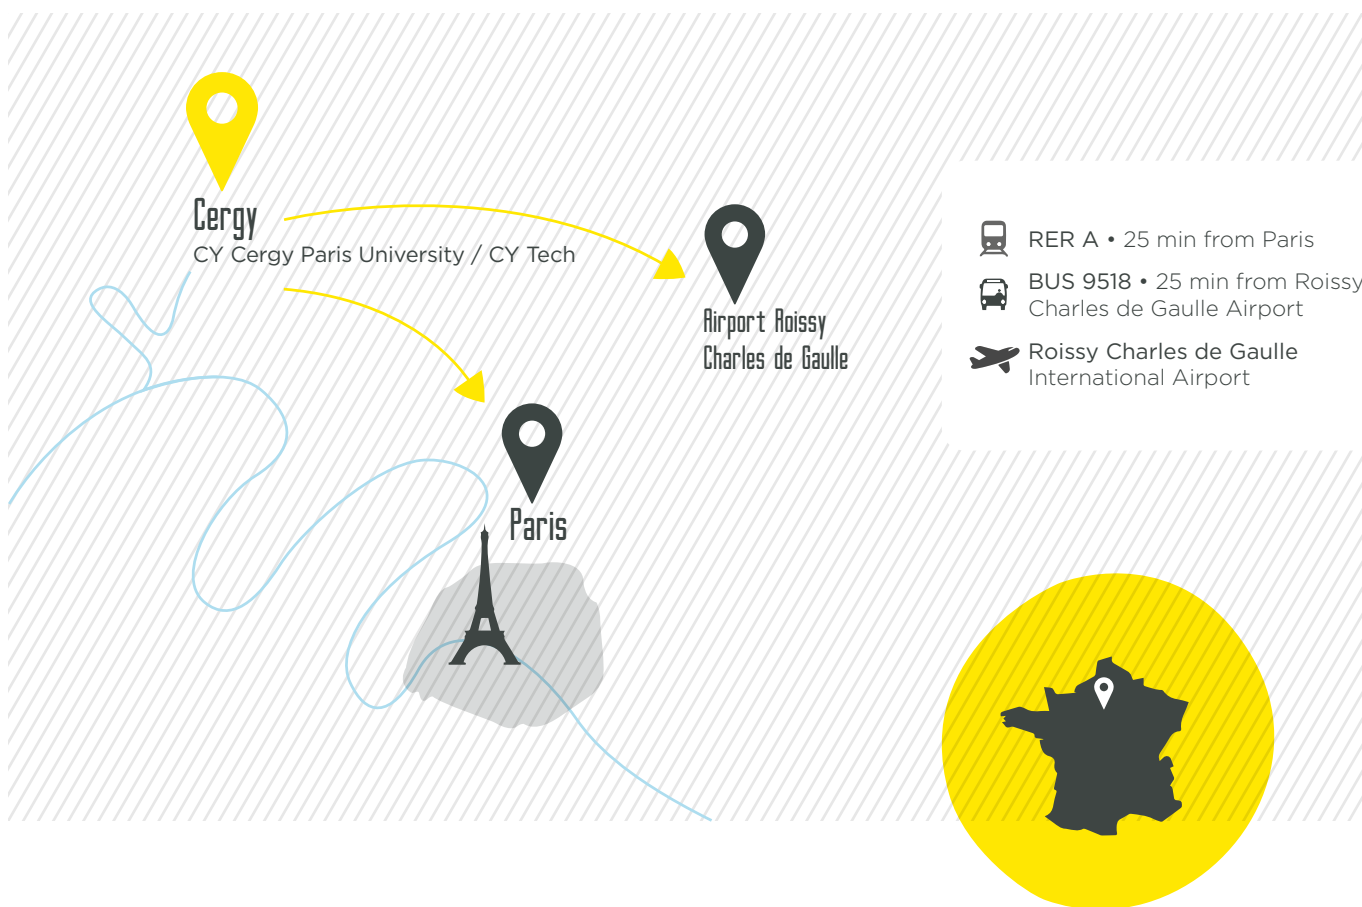 Cergy
CY Cergy Paris University / CY Tech
Airport Roissy
Charles de Gaulle
Paris
RER A • 25 min from Paris
BUS 9518 • 25 min from Roissy
Charles de Gaulle Airport
Roissy Charles de Gaulle
International Airport